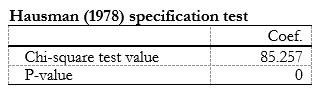 Hausman (1978) specification test
Coef.
Chi-square test value 85.257
P-value 0